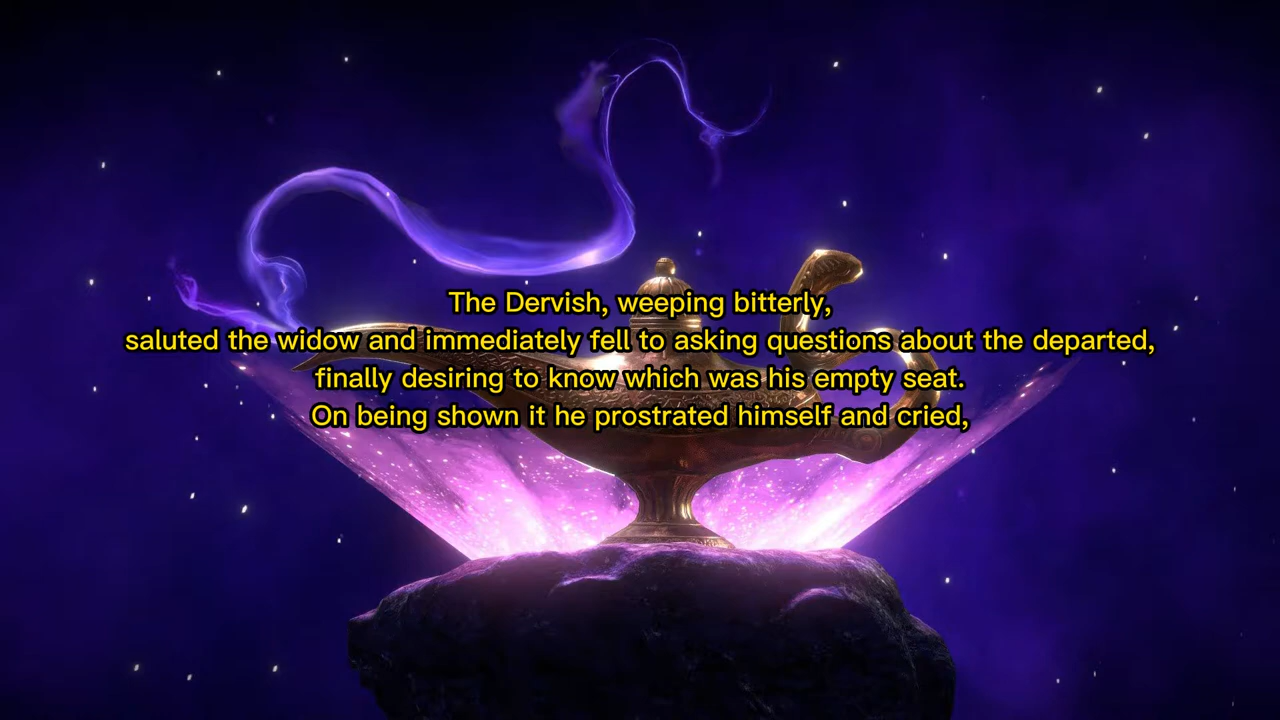 The Dervish, weeping bitterly,
saluted the widow and immediately fell to asking questions about the departed,
finally desiring to know which was his empty seat.
On being shown it he prostrated himself and cried,